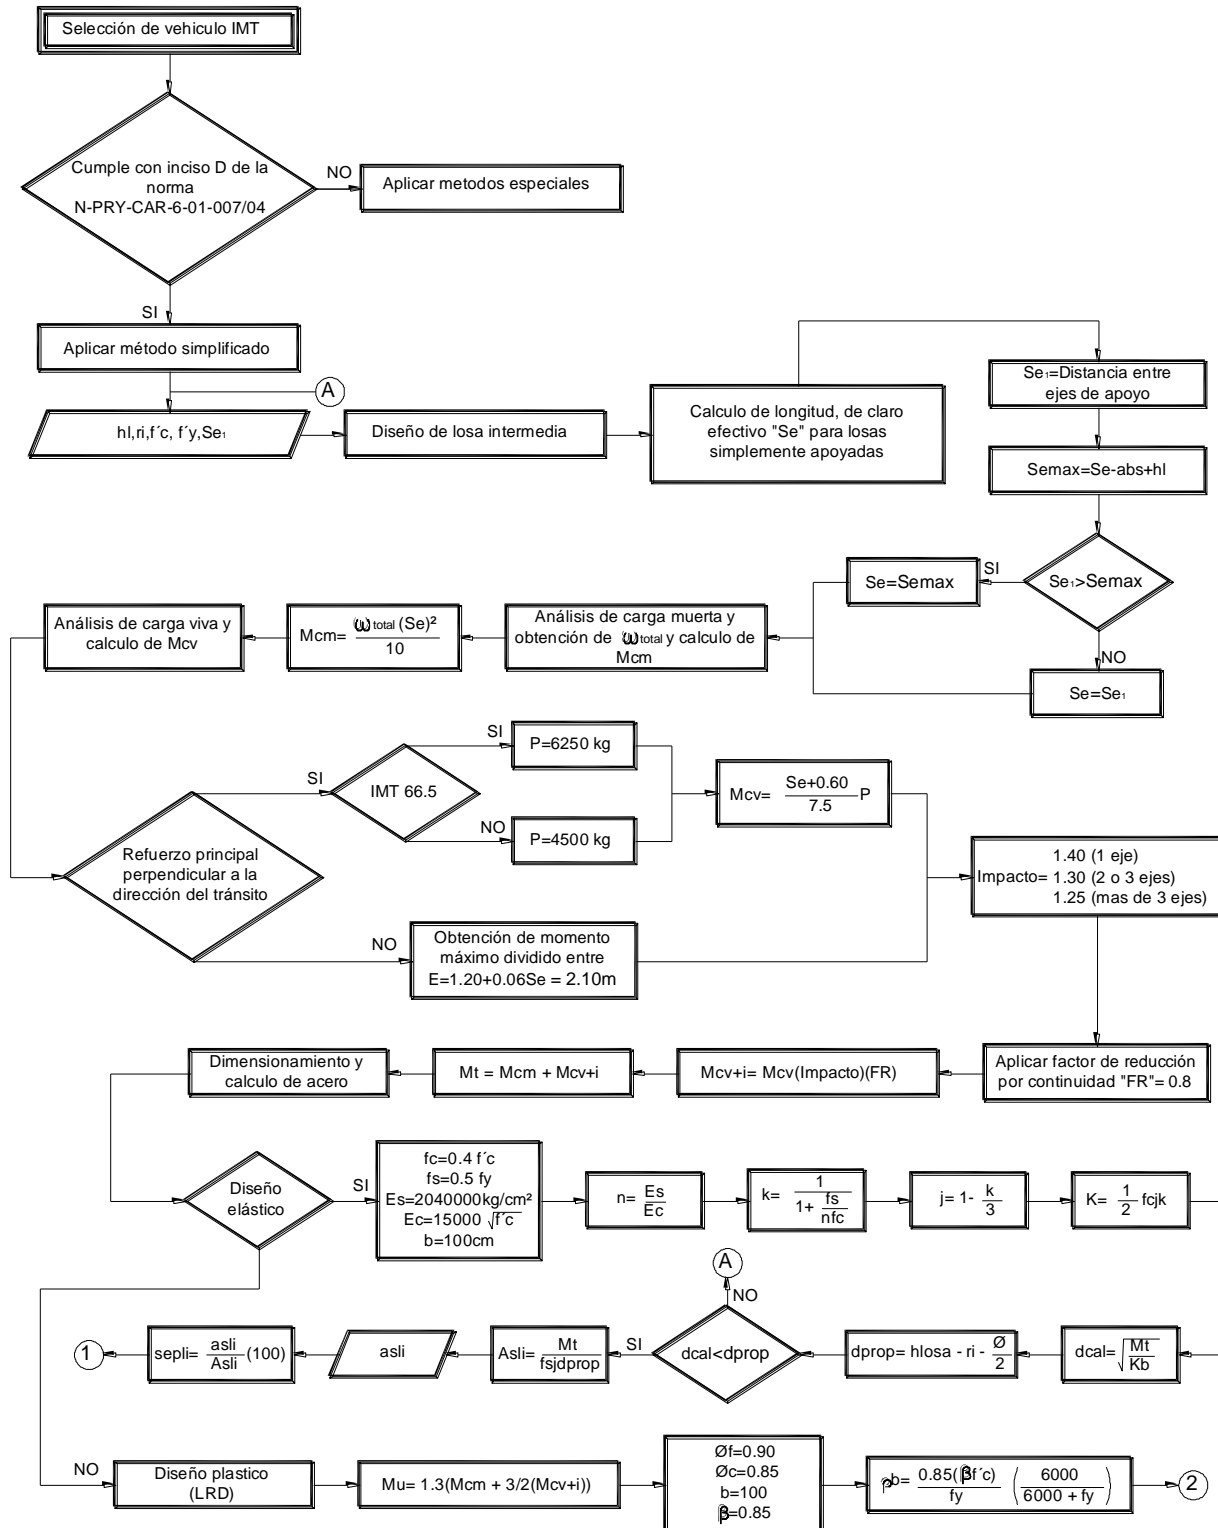 Selección de vehiculo IMT
Cumple con inciso D de la
norma
N-PRY-CAR-6-01-007/04
NO
Aplicar metodos especiales
SI
Aplicar método simplificado
A
hl,ri,f´c, f´y,Se₁
Diseño de losa intermedia
Calculo de longitud, de claro
efectivo "Se" para losas
simplemente apoyadas
Se₁=Distancia entre
ejes de apoyo
Semax=Se-abs+hl
Se₁>Semax
SI
Se=Semax
NO
Se=Se₁
Análisis de carga muerta y
obtención de ω total y calculo de
Mcm
Mcm= ω total (Se)²
10
Análisis de carga viva y
calculo de Mcv
Refuerzo principal
perpendicular a la
dirección del tránsito
SI
IMT 66.5
SI
P=6250 kg
NO
P=4500 kg
Mcv= Se+0.60 P
7.5
NO
Obtención de momento
máximo dividido entre
E=1.20+0.06Se = 2.10m
1.40 (1 eje)
Impacto= 1.30 (2 o 3 ejes)
1.25 (mas de 3 ejes)
Aplicar factor de reducción
por continuidad "FR"= 0.8
Mcv+i= Mcv(Impacto)(FR)
Mt = Mcm + Mcv+i
Dimensionamiento y
calculo de acero
Diseño
elástico
SI
fc=0.4 f´c
fs=0.5 fy
Es=2040000kg/cm²
Ec=15000 √f´c
b=100cm
n= Es
Ec
k= 1
1+ fs
nfc
j= 1- k
3
K= 1 fcjk
2
dcal= √Mt
Kb
dprop= hlosa - ri - Ø
2
dcal<dprop
NO
A
SI
Asli= Mt
fsjdprop
asli
sepli= asli (100)
Asli
1
NO
Diseño plastico
(LRD)
Mu= 1.3(Mcm + 3/2(Mcv+i))
Øf=0.90
Øc=0.85
b=100
β=0.85
ρb= 0.85(βf´c) ( 6000 )
fy 6000 + fy
2